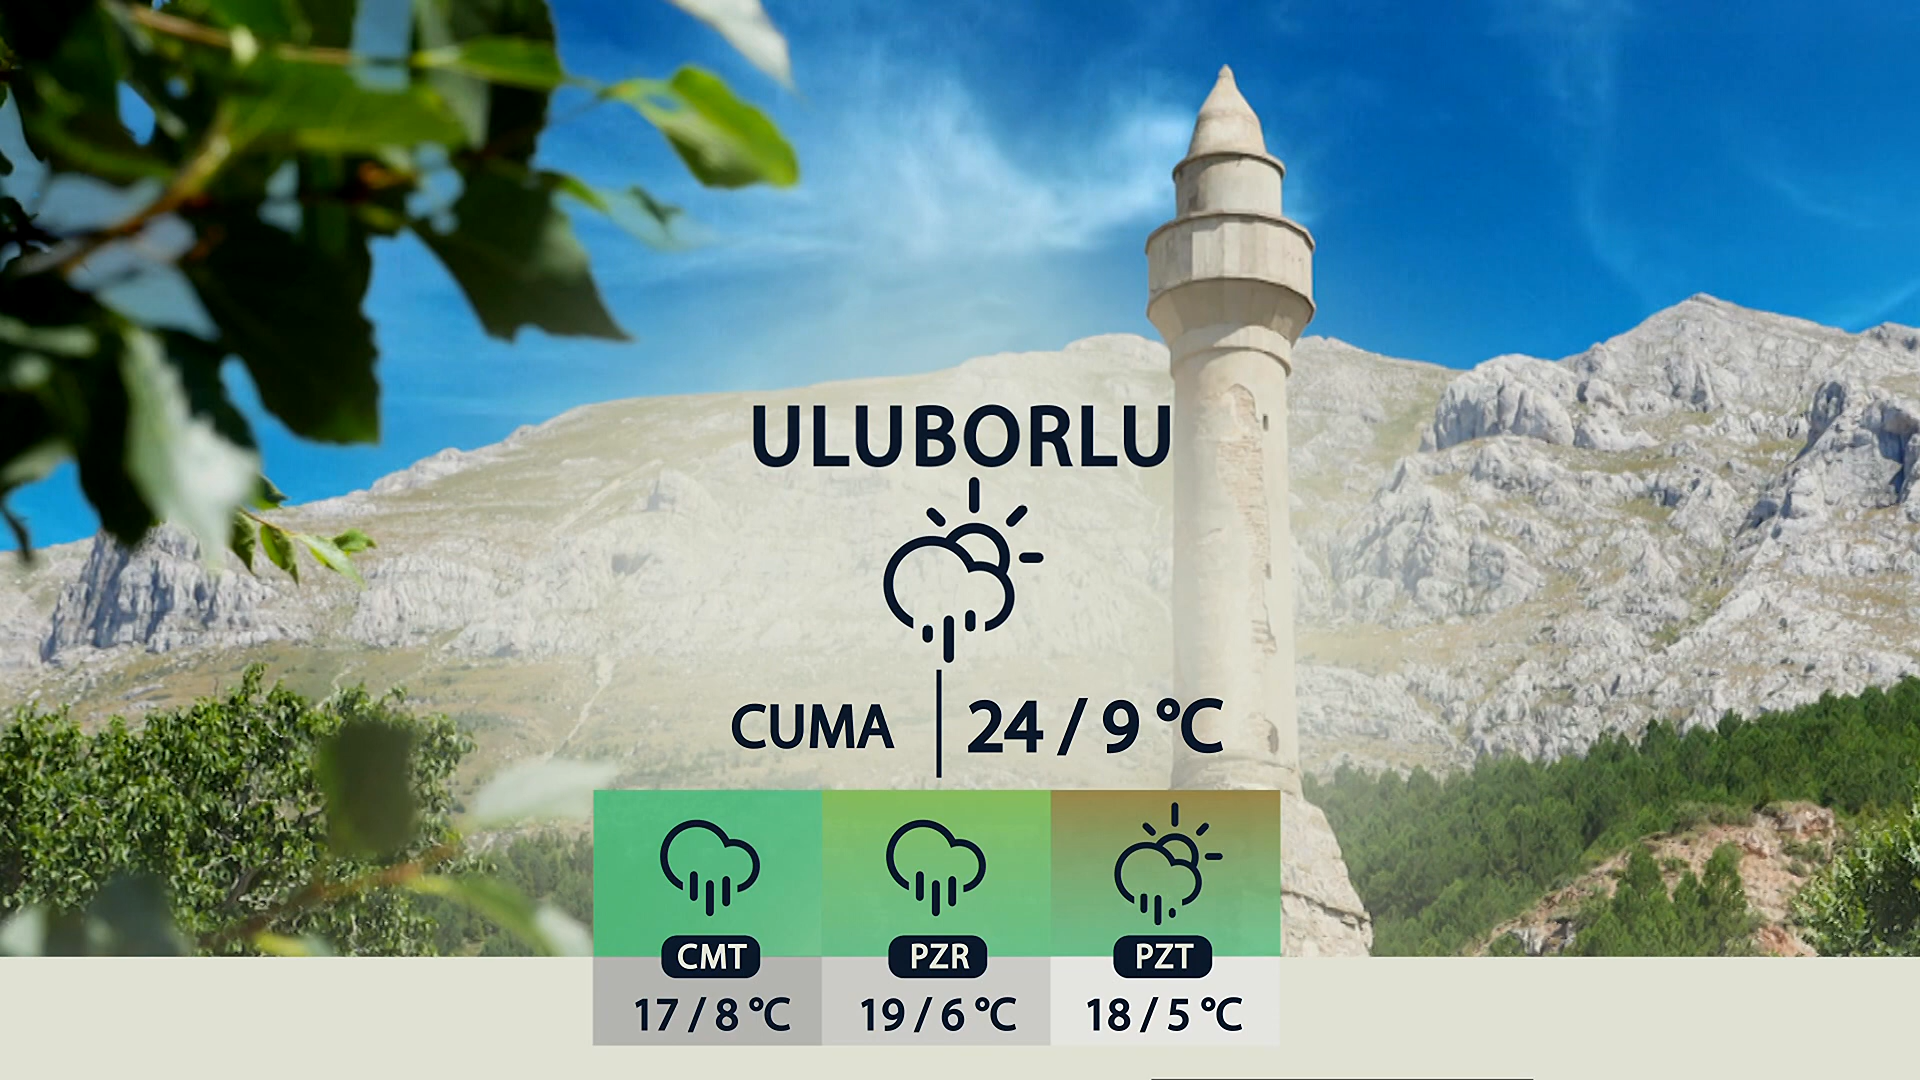 ULUBORLU
CUMA 24 / 9 °C
CMT PZR PZT
17 / 8 °C 19 / 6 °C 18 / 5 °C